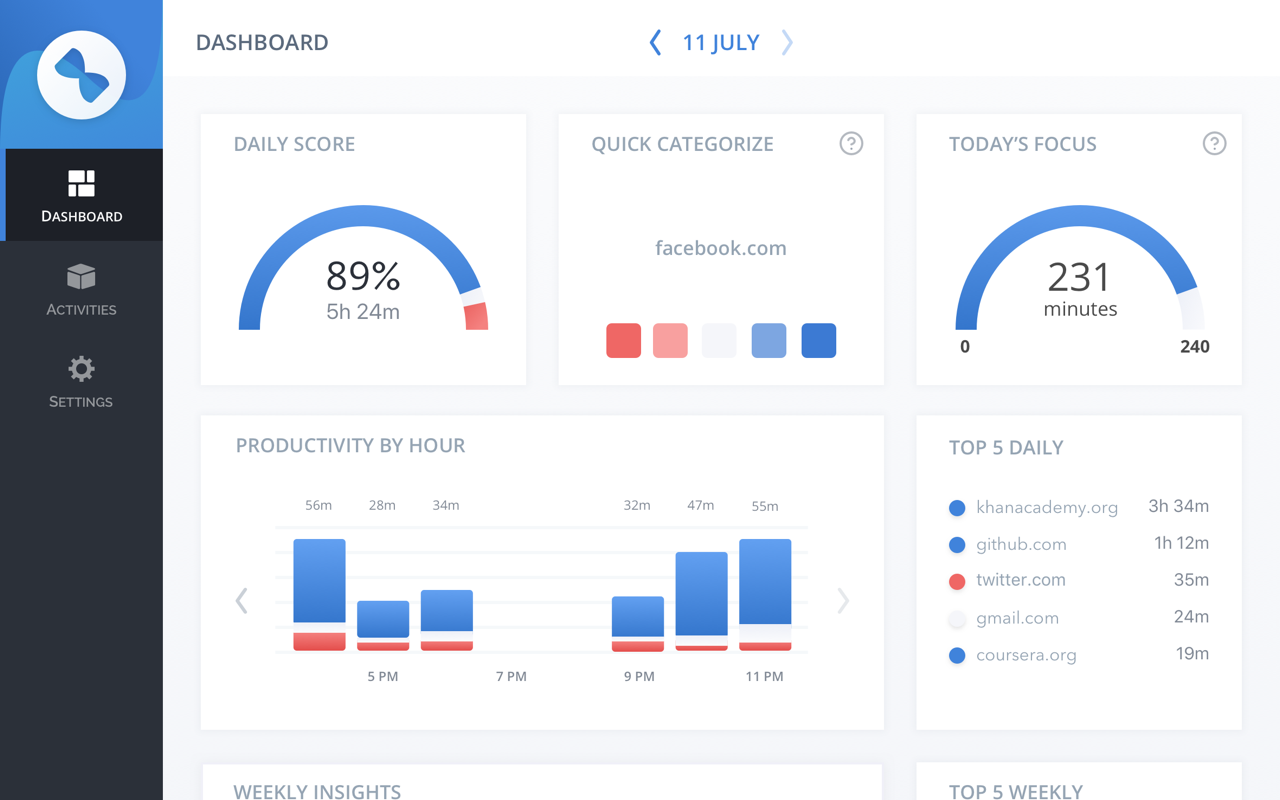 DASHBOARD
11 JULY
DASHBOARD
ACTIVITIES
SETTINGS
DAILY SCORE
89%
5h 24m
QUICK CATEGORIZE
?
facebook.com
TODAY'S FOCUS
?
231
minutes
0
240
PRODUCTIVITY BY HOUR
56m 28m 34m 32m 47m 55m
5 PM 7 PM 9 PM 11 PM
TOP 5 DAILY
khanacademy.org 3h 34m
github.com 1h 12m
twitter.com 35m
gmail.com 24m
coursera.org 19m
WEEKLY INSIGHTS
TOP 5 WEEKLY